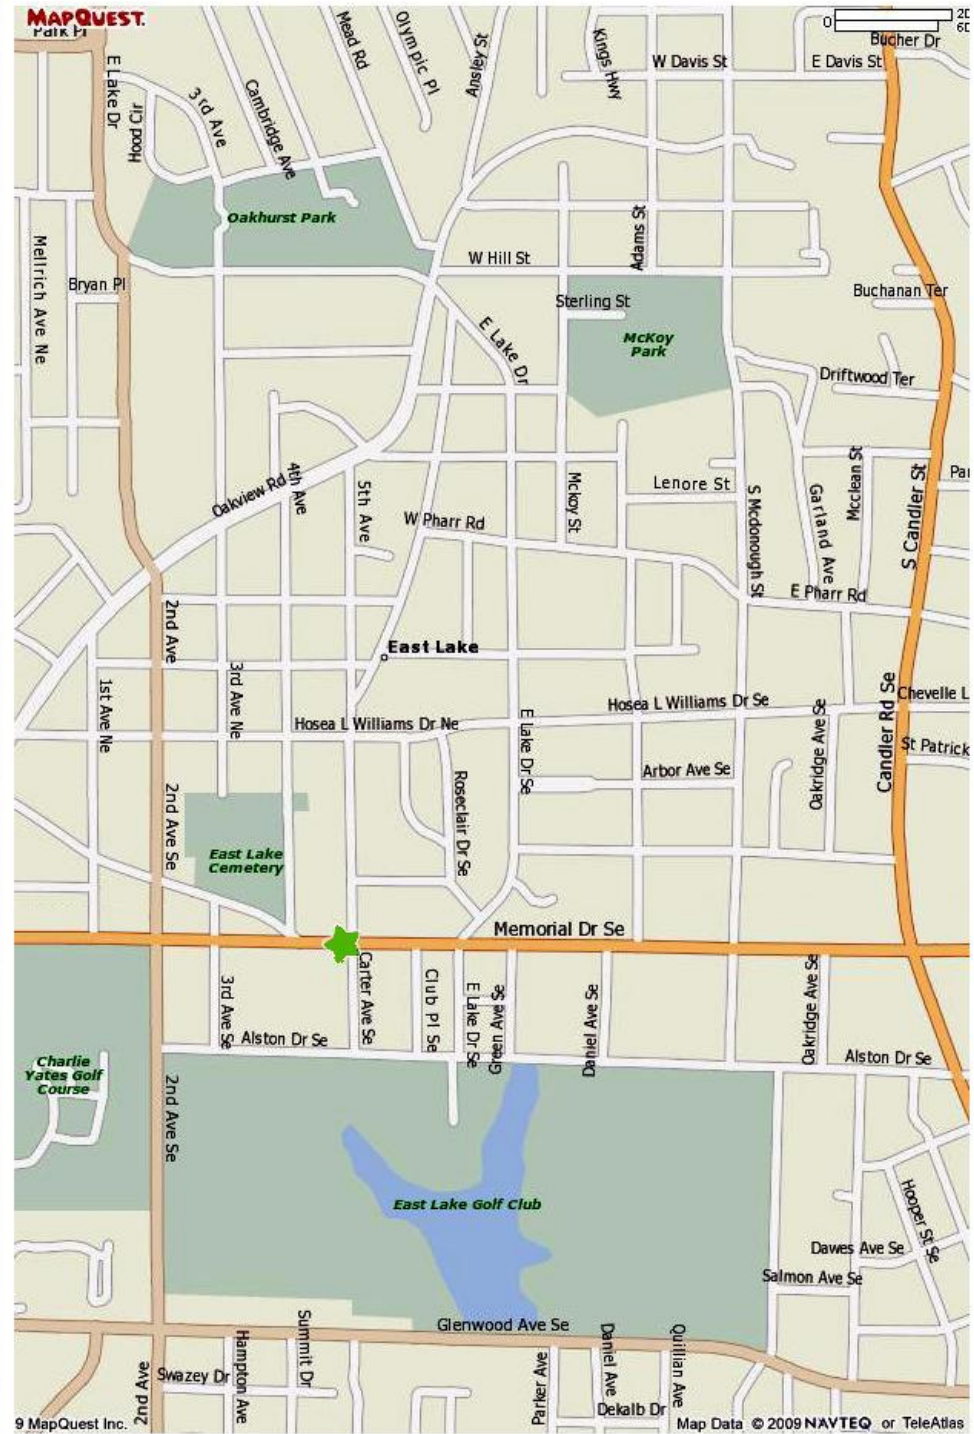 MAPQUEST.
Park Pl
E Lake Dr
Hood Cir
3rd Ave
Cambridge Ave
Mead Rd
Olympic Pl
Ansley St
Kings Hwy
W Davis St
E Davis St
Bucher Dr
0
Oakhurst Park
Mellrich Ave Ne
Bryan Pl
W Hill St
Adams St
Sterling St
Buchanan Ter
E Lake Dr
McKoy
Park
Driftwood Ter
Oakview Rd
4th Ave
5th Ave
W Pharr Rd
Mckoy St
Lenore St
S Mcdonough St
Garland Ave
Mcclean St
S Candler St
E Pharr Rd
2nd Ave
East Lake
1st Ave Ne
3rd Ave Ne
Hosea L Williams Dr Ne
Hosea L Williams Dr Se
E Lake Dr Se
Oakridge Ave Se
Candler Rd Se
Chevelle L
St Patrick
Arbor Ave Se
Roseclair Dr Se
2nd Ave Se
East Lake
Cemetery
Memorial Dr Se
3rd Ave Se
Carter Ave Se
Club Pl Se
E Lake Dr Se
Green Ave Se
Daniel Ave Se
Oakridge Ave Se
Alston Dr Se
Alston Dr Se
Charlie
Yates Golf
Course
2nd Ave Se
East Lake Golf Club
Hooper St Se
Dawes Ave Se
Salmon Ave Se
Glenwood Ave Se
2nd Ave
Swazey Dr
Hampton Ave
Summit Dr
Parker Ave
Daniel Ave
Quillian Ave
Dekalb Dr
9 MapQuest Inc.
Map Data © 2009 NAVTEQ or TeleAtlas